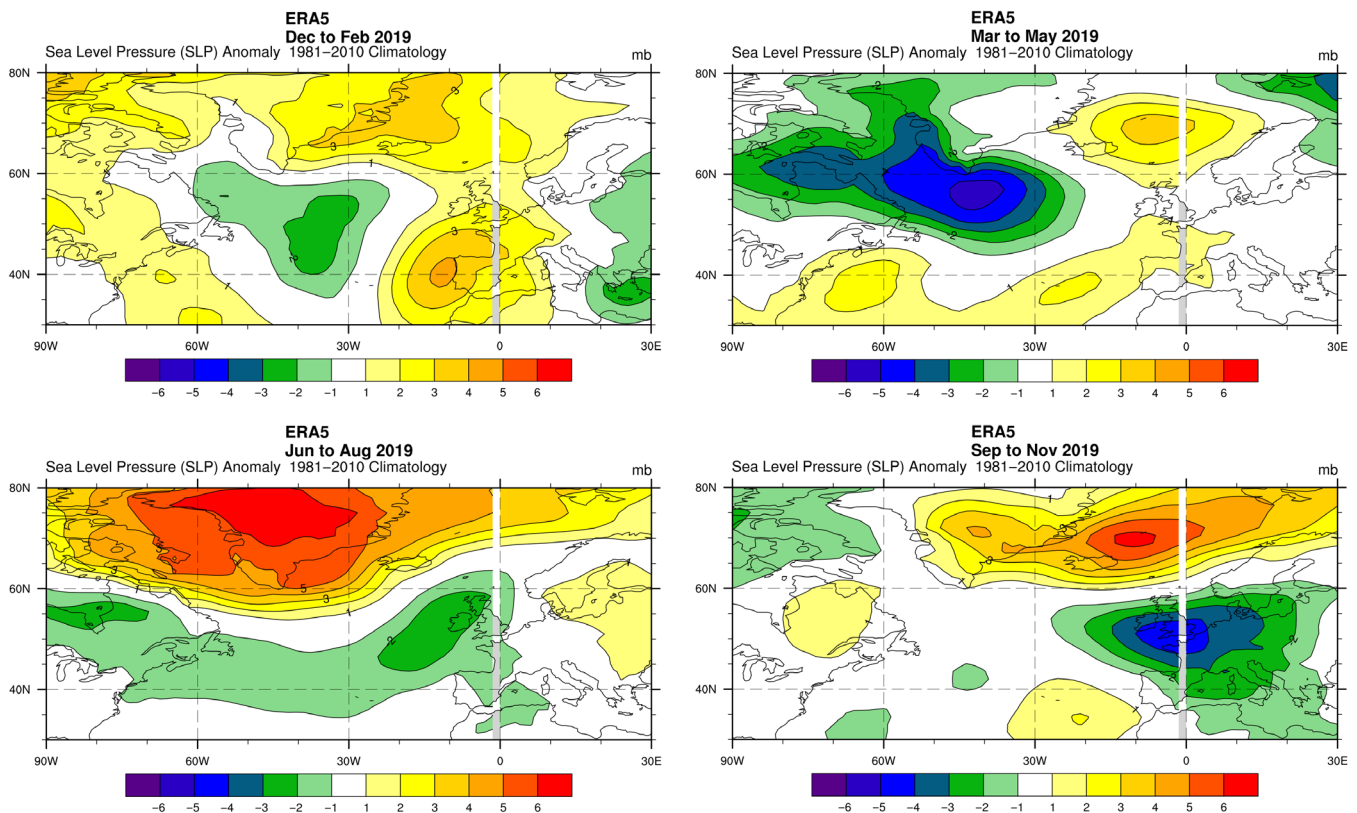 ERA5
Dec to Feb 2019
Sea Level Pressure (SLP) Anomaly 1981−2010 Climatology
mb
80N
60N
40N
90W 60W 30W 0 30E
−6 −5 −4 −3 −2 −1 1 2 3 4 5 6
ERA5
Mar to May 2019
Sea Level Pressure (SLP) Anomaly 1981−2010 Climatology
mb
80N
60N
40N
90W 60W 30W 0 30E
−6 −5 −4 −3 −2 −1 1 2 3 4 5 6
ERA5
Jun to Aug 2019
Sea Level Pressure (SLP) Anomaly 1981−2010 Climatology
mb
80N
60N
40N
90W 60W 30W 0 30E
−6 −5 −4 −3 −2 −1 1 2 3 4 5 6
ERA5
Sep to Nov 2019
Sea Level Pressure (SLP) Anomaly 1981−2010 Climatology
mb
80N
60N
40N
90W 60W 30W 0 30E
−6 −5 −4 −3 −2 −1 1 2 3 4 5 6